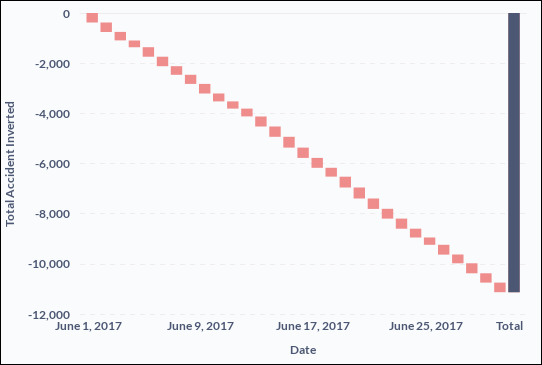 0
-2,000
-4,000
-6,000
-8,000
-10,000
-12,000
Total Accident Inverted
June 1, 2017 June 9, 2017 June 17, 2017 June 25, 2017 Total
Date